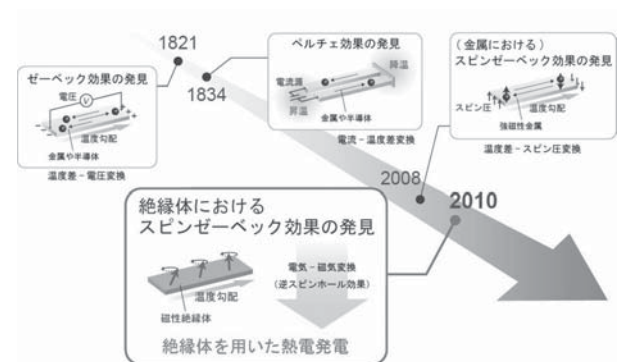 1821
ゼーベック効果の発見
電圧
V
温度勾配
金属や半導体
温度差－電圧変換
1834
ペルチェ効果の発見
降温
電流源
昇温
金属や半導体
電流－温度差変換
2008
（金属における）
スピンゼーベック効果の発見
スピン圧
温度勾配
強磁性金属
温度差－スピン圧変換
2010
絶縁体における
スピンゼーベック効果の発見
温度勾配
磁性絶縁体
電気－磁気変換
（逆スピンホール効果）
絶縁体を用いた熱電発電